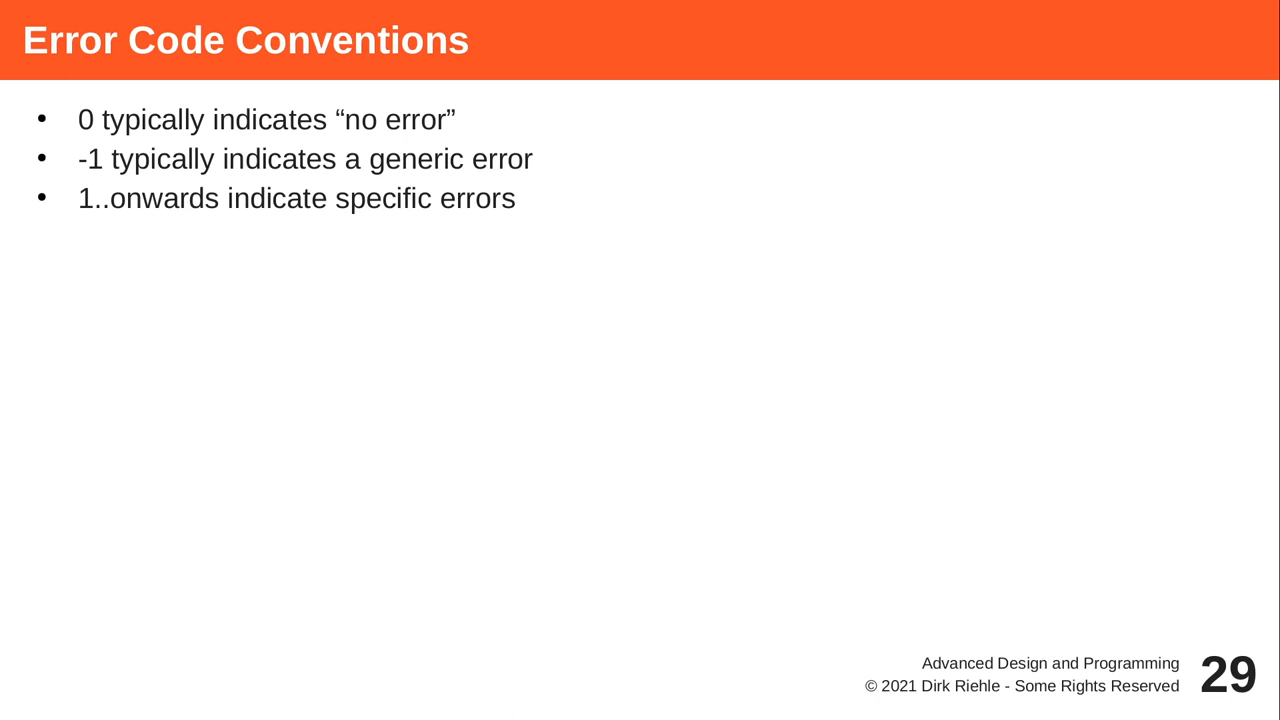 Error Code Conventions
• 0 typically indicates “no error”
• -1 typically indicates a generic error
• 1..onwards indicate specific errors
Advanced Design and Programming
© 2021 Dirk Riehle - Some Rights Reserved
29